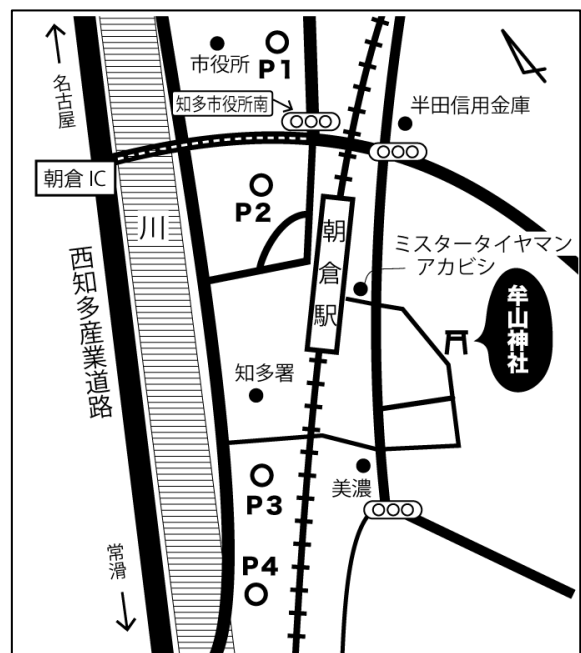 市役所
P1
名古屋
知多市役所南
半田信用金庫
朝倉IC
P2
川
朝倉駅
ミスタータイヤマン
アカビシ
牟山神社
西知多産業道路
知多署
P3
美濃
常滑
P4